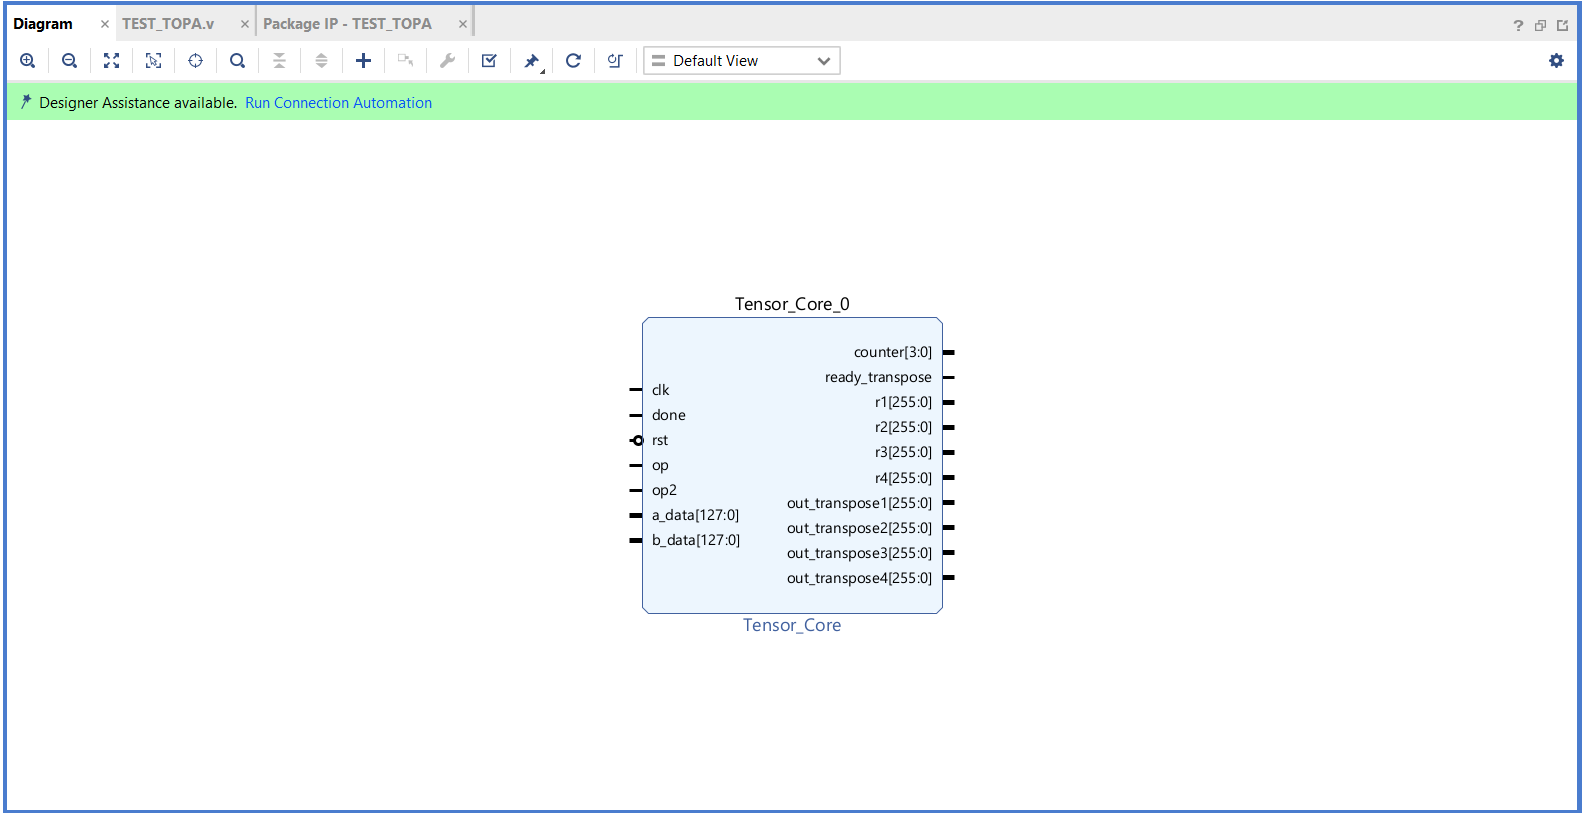 Diagram × TEST_TOPA.v × Package IP - TEST_TOPA × ?
Default View
Designer Assistance available. Run Connection Automation
Tensor_Core_0
counter[3:0]
ready_transpose
clk
r1[255:0]
done
r2[255:0]
rst
r3[255:0]
op
r4[255:0]
op2
out_transpose1[255:0]
a_data[127:0]
out_transpose2[255:0]
b_data[127:0]
out_transpose3[255:0]
out_transpose4[255:0]
Tensor_Core